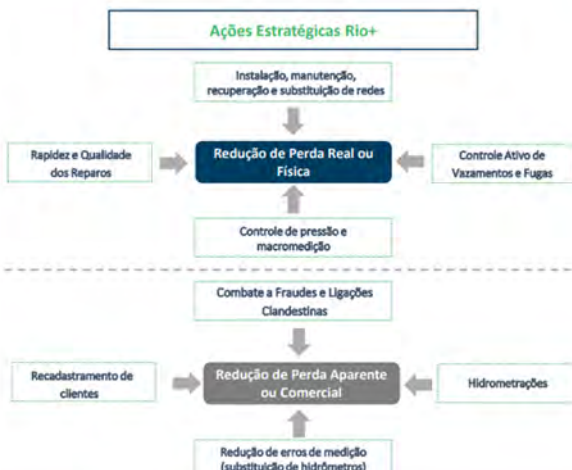 Ações Estratégicas Rio+
Instalação, manutenção,
recuperação e substituição de redes
Rapidez e Qualidade
dos Reparos
Redução de Perda Real ou
Física
Controle Ativo de
Vazamentos e Fugas
Controle de pressão e
macromedição
Combate a Fraudes e Ligações
Clandestinas
Recadastramento de
clientes
Redução de Perda Aparente
ou Comercial
Hidrometrações
Redução de erros de medição
(substituição de hidrômetros)